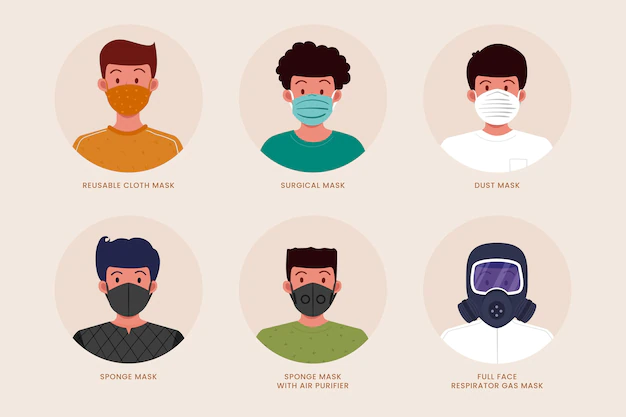 REUSABLE CLOTH MASK
SURGICAL MASK
DUST MASK
SPONGE MASK
SPONGE MASK
WITH AIR PURIFIER
FULL FACE
RESPIRATOR GAS MASK